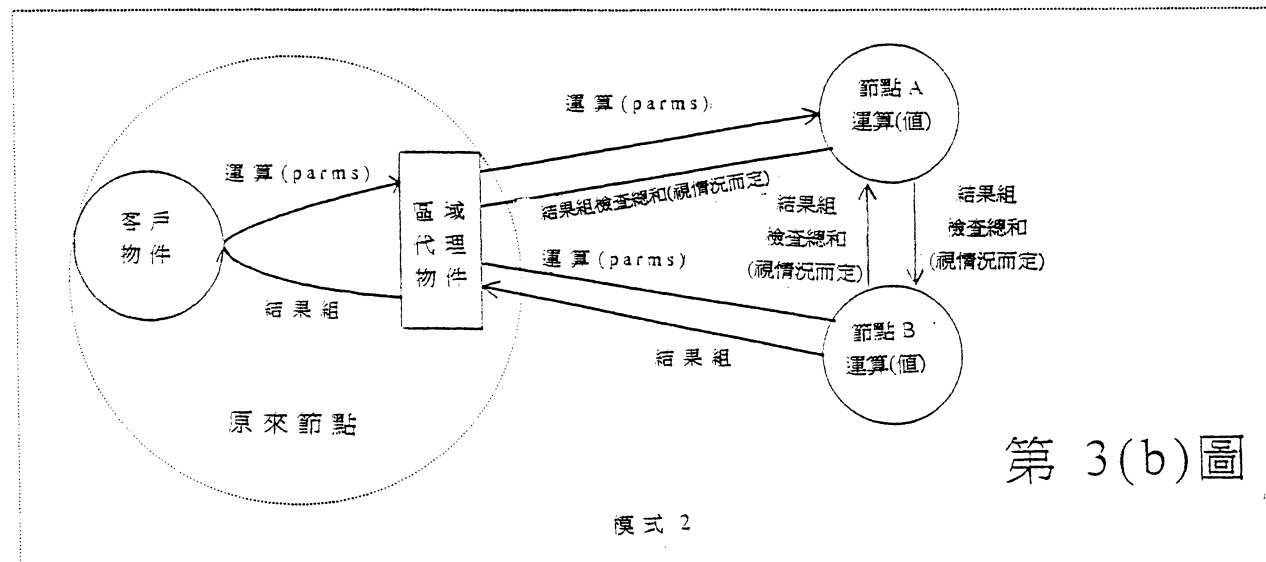 客戶
物件
運算(parms)
結果組
區域
代理
物件
原來節點
運算(parms)
結果組檢查總和(視情況而定)
運算(parms)
結果組
節點A
運算(值)
結果組
檢查總和
(視情況而定)
結果組
檢查總和
(視情況而定)
節點B
運算(值)
第 3(b)圖
模式 2